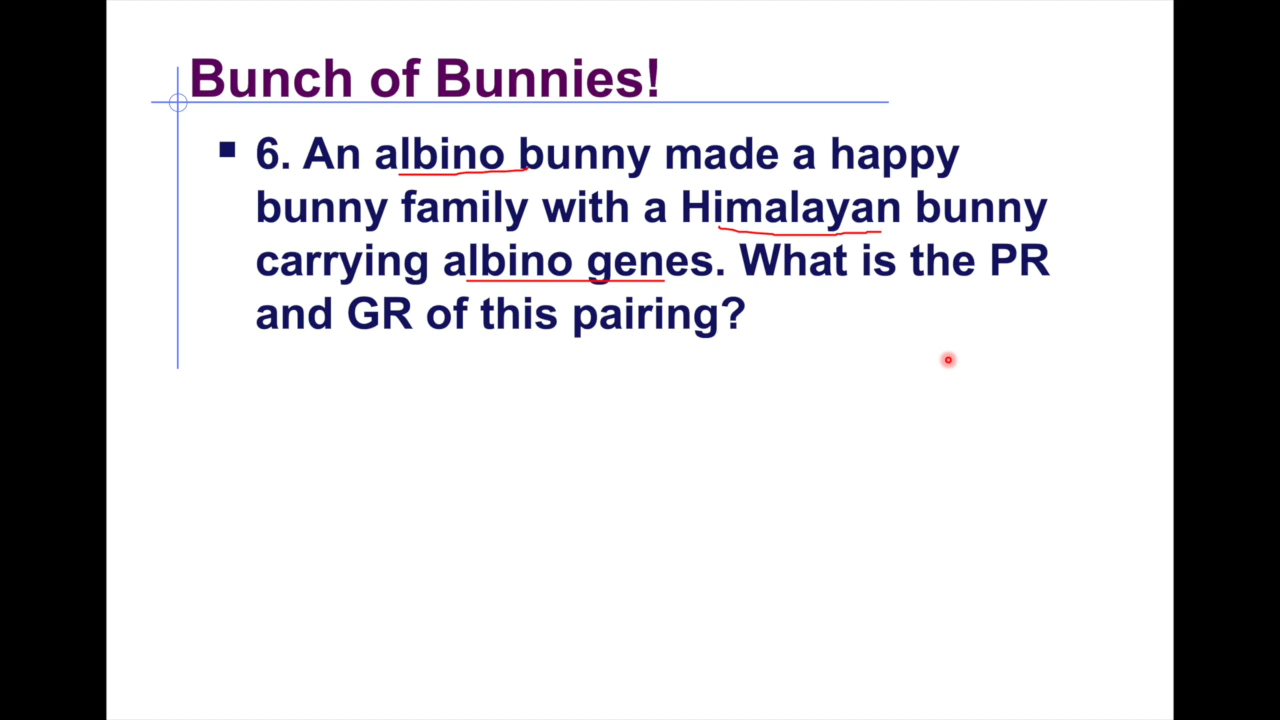 Bunch of Bunnies!
6. An albino bunny made a happy
bunny family with a Himalayan bunny
carrying albino genes. What is the PR
and GR of this pairing?